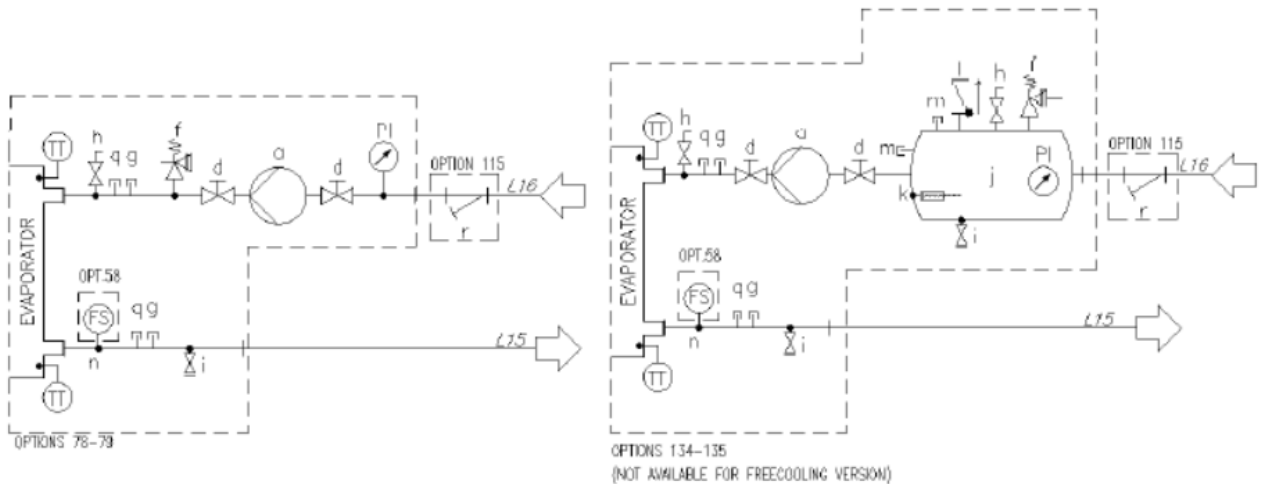 TT
h
q g
f
d
a
d
PI
OPTION 115
L16
r
EVAPORATOR
OPT.58
FS
q g
n
i
L15
TT
OPTIONS 78-79
TT
h
q g
d
a
d
m
m
l
h
f
j
PI
k
i
OPTION 115
L16
r
EVAPORATOR
OPT.58
FS
q g
n
i
L15
TT
OPTIONS 134-135
(NOT AVAILABLE FOR FREECOOLING VERSION)